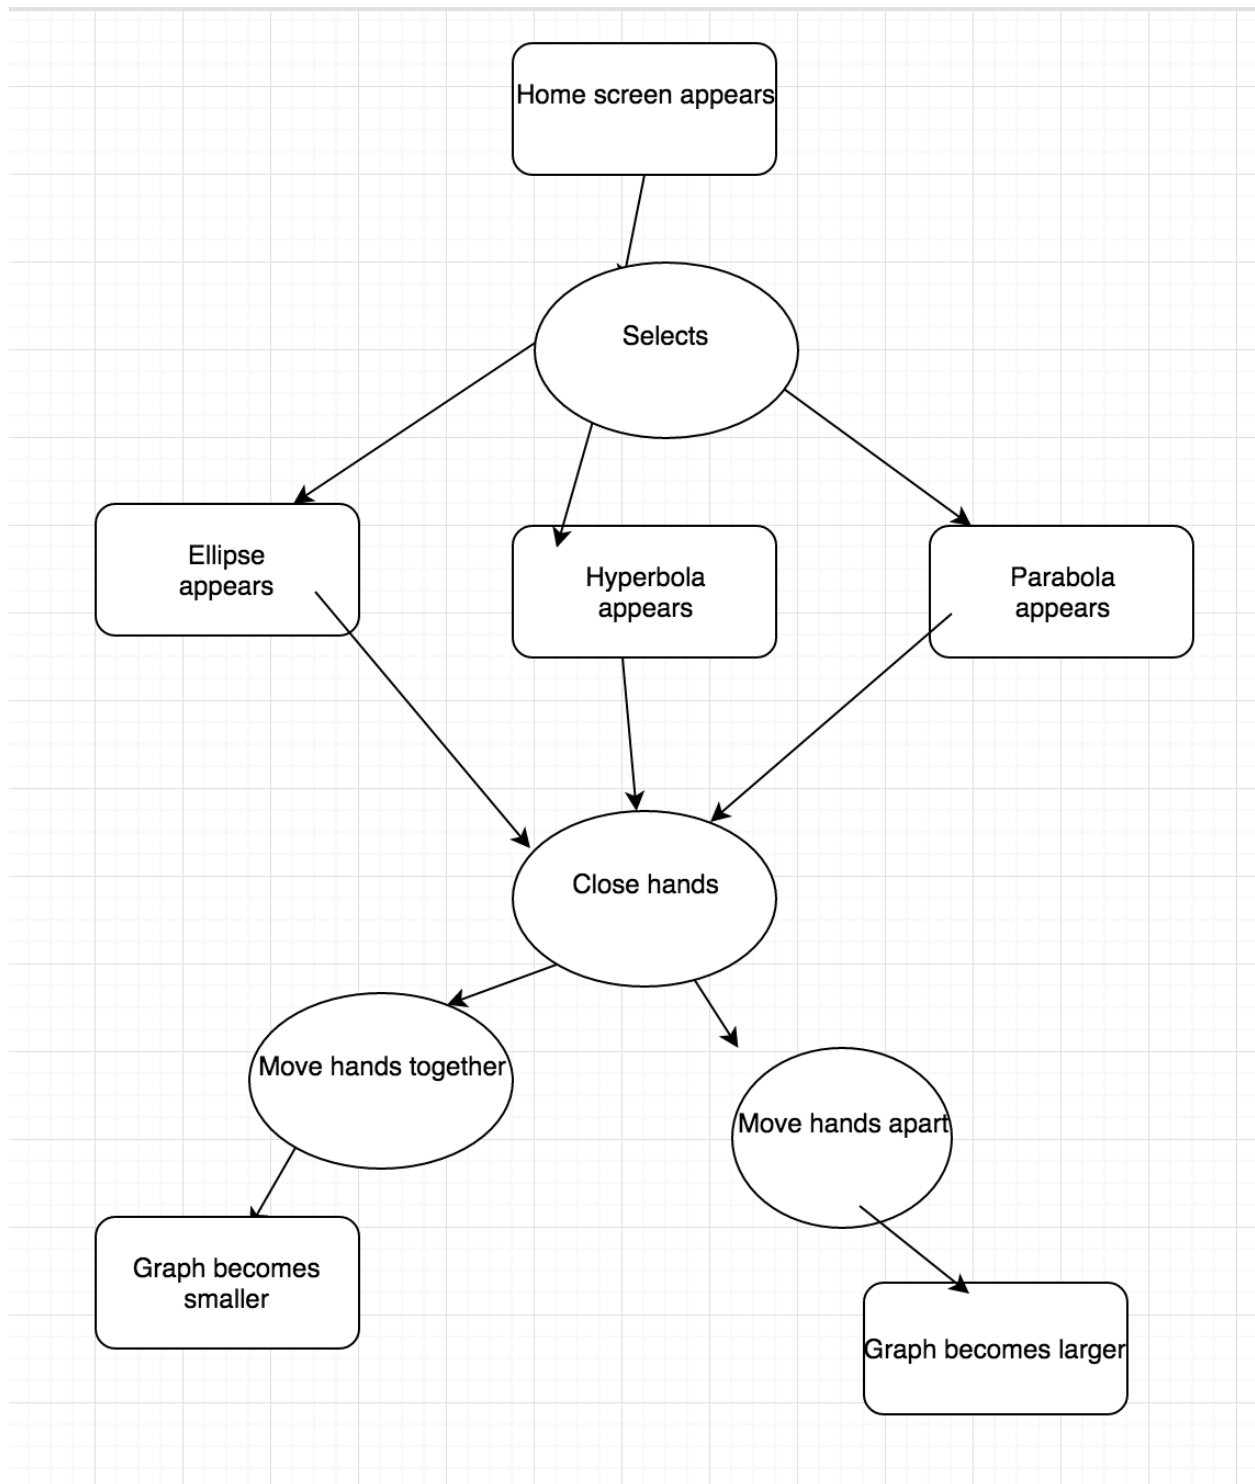 Home screen appears
Selects
Ellipse
appears
Hyperbola
appears
Parabola
appears
Close hands
Move hands together
Move hands apart
Graph becomes
smaller
Graph becomes larger